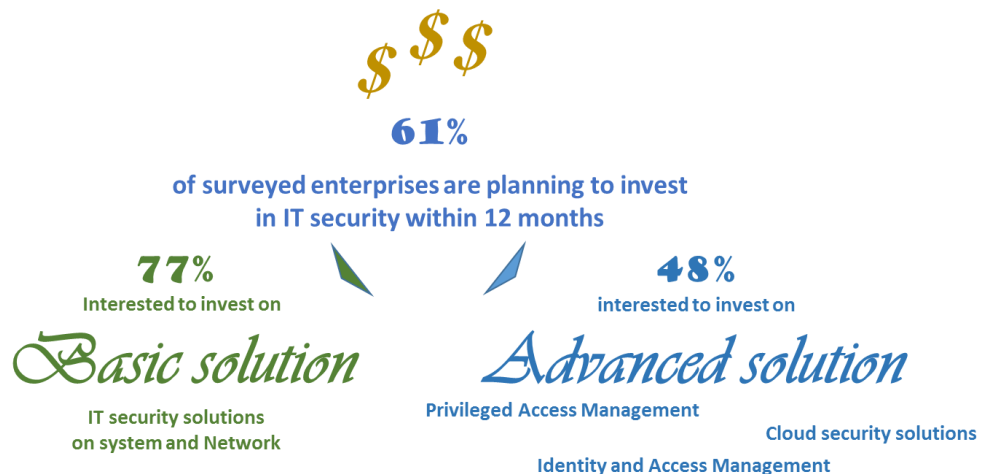 $ $ $
61%
of surveyed enterprises are planning to invest
in IT security within 12 months
77%
Interested to invest on
Basic solution
IT security solutions
on system and Network
48%
interested to invest on
Advanced solution
Privileged Access Management
Cloud security solutions
Identity and Access Management